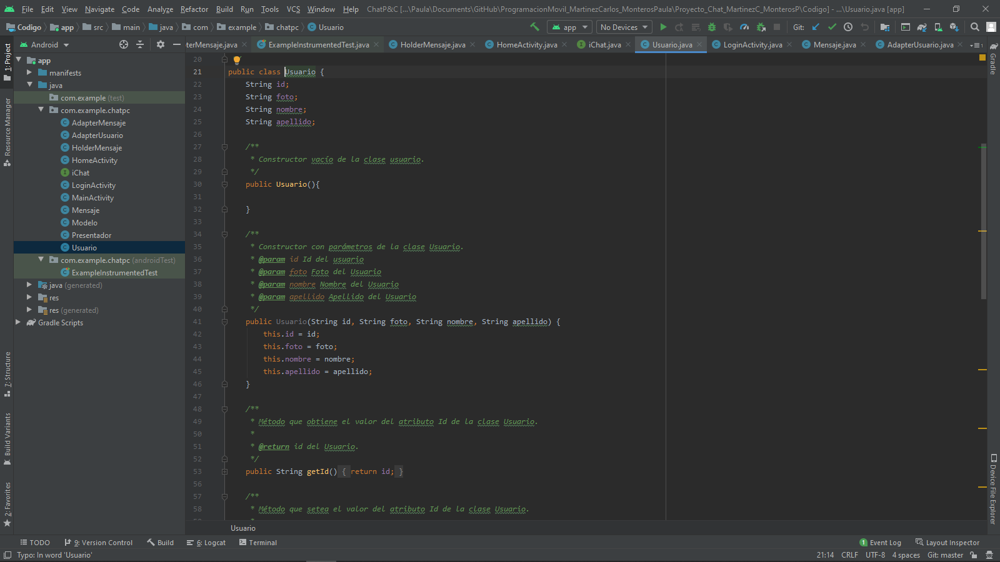 File Edit View Navigate Code Analyze Refactor Build Run Tools VCS Window Help ChatP&C [...\Paula\Documents\GitHub\ProgramacionMovil_MartinezCarlos_MonterosPaula\Proyecto_Chat_MartinezC_MonterosP\Codigo] - ...\Usuario.java [app]
Codigo app src main java com example chatpc Usuario app No Devices Git:
Android terMensaje.java ExampleInstrumentedTest.java HolderMensaje.java HomeActivity.java iChat.java Usuario.java LoginActivity.java Mensaje.java AdapterUsuario.java
1: Project
Resource Manager
7: Structure
Build Variants
2: Favorites
app
manifests
java
com.example (test)
com.example.chatpc
AdapterMensaje
AdapterUsuario
HolderMensaje
HomeActivity
iChat
LoginActivity
MainActivity
Mensaje
Modelo
Presentador
Usuario
com.example.chatpc (androidTest)
ExampleInstrumentedTest
java (generated)
res
res (generated)
Gradle Scripts
20
21 public class Usuario {
22 String id;
23 String foto;
24 String nombre;
25 String apellido;
26
27 /**
28 * Constructor vacío de la clase usuario.
29 */
30 public Usuario(){
31
32 }
33
34 /**
35 * Constructor con parámetros de la clase Usuario.
36 * @param id Id del usuario
37 * @param foto Foto del Usuario
38 * @param nombre Nombre del Usuario
39 * @param apellido Apellido del Usuario
40 */
41 public Usuario(String id, String foto, String nombre, String apellido) {
42 this.id = id;
43 this.foto = foto;
44 this.nombre = nombre;
45 this.apellido = apellido;
46 }
47
48 /**
49 * Método que obtiene el valor del atributo Id de la clase Usuario.
50 *
51 * @return id del Usuario.
52 */
53 public String getId() { return id; }
56
57 /**
58 * Método que setea el valor del atributo Id de la clase Usuario.
Usuario
Gradle
Device File Explorer
TODO 9: Version Control Build 6: Logcat Terminal 1 Event Log Layout Inspector
Typo: In word 'Usuario' 21:14 CRLF UTF-8 4 spaces Git: master